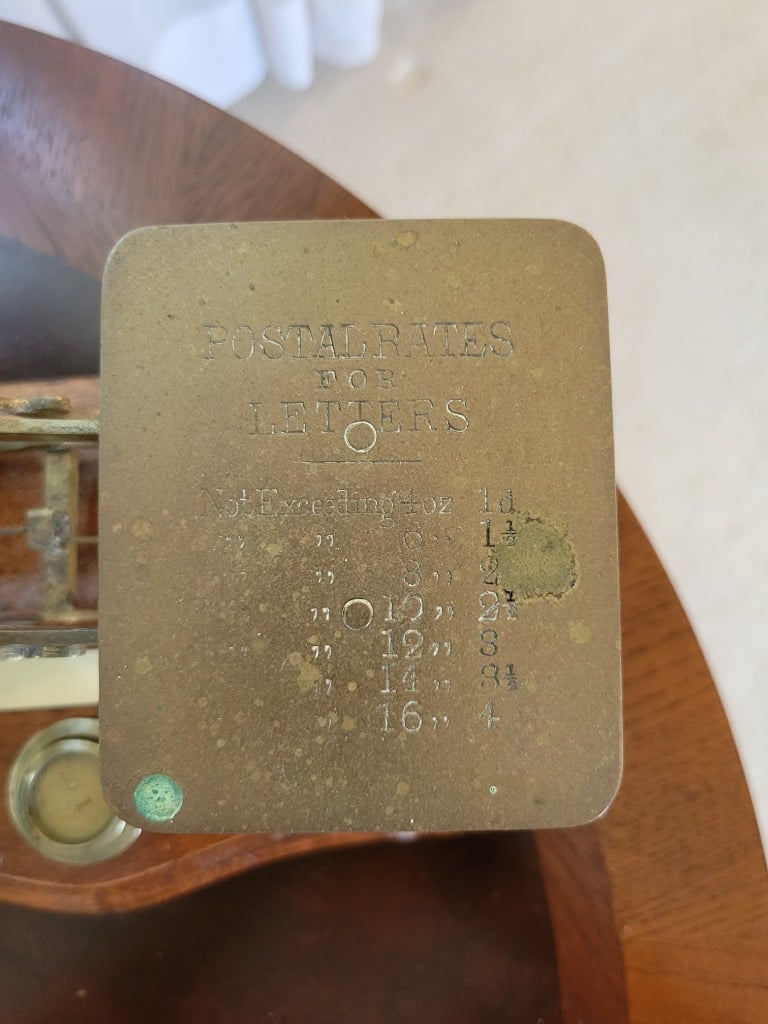 POSTAL RATES
FOR
LETTERS
Not Exceeding 4 oz 1d
" " 6 " 1½
" " 8 " 2
" 10 " 2½
" " 12 " 3
" 14 " 3½
" 16 " 4